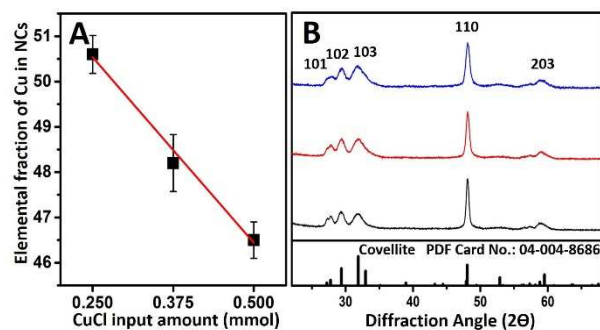 A
Elemental fraction of Cu in NCs
51
50
49
48
47
46
0.250
0.375
0.500
CuCl input amount (mmol)
B
101 102 103
110
203
Covellite PDF Card No.: 04-004-8686
30
40
50
60
Diffraction Angle (2Θ)